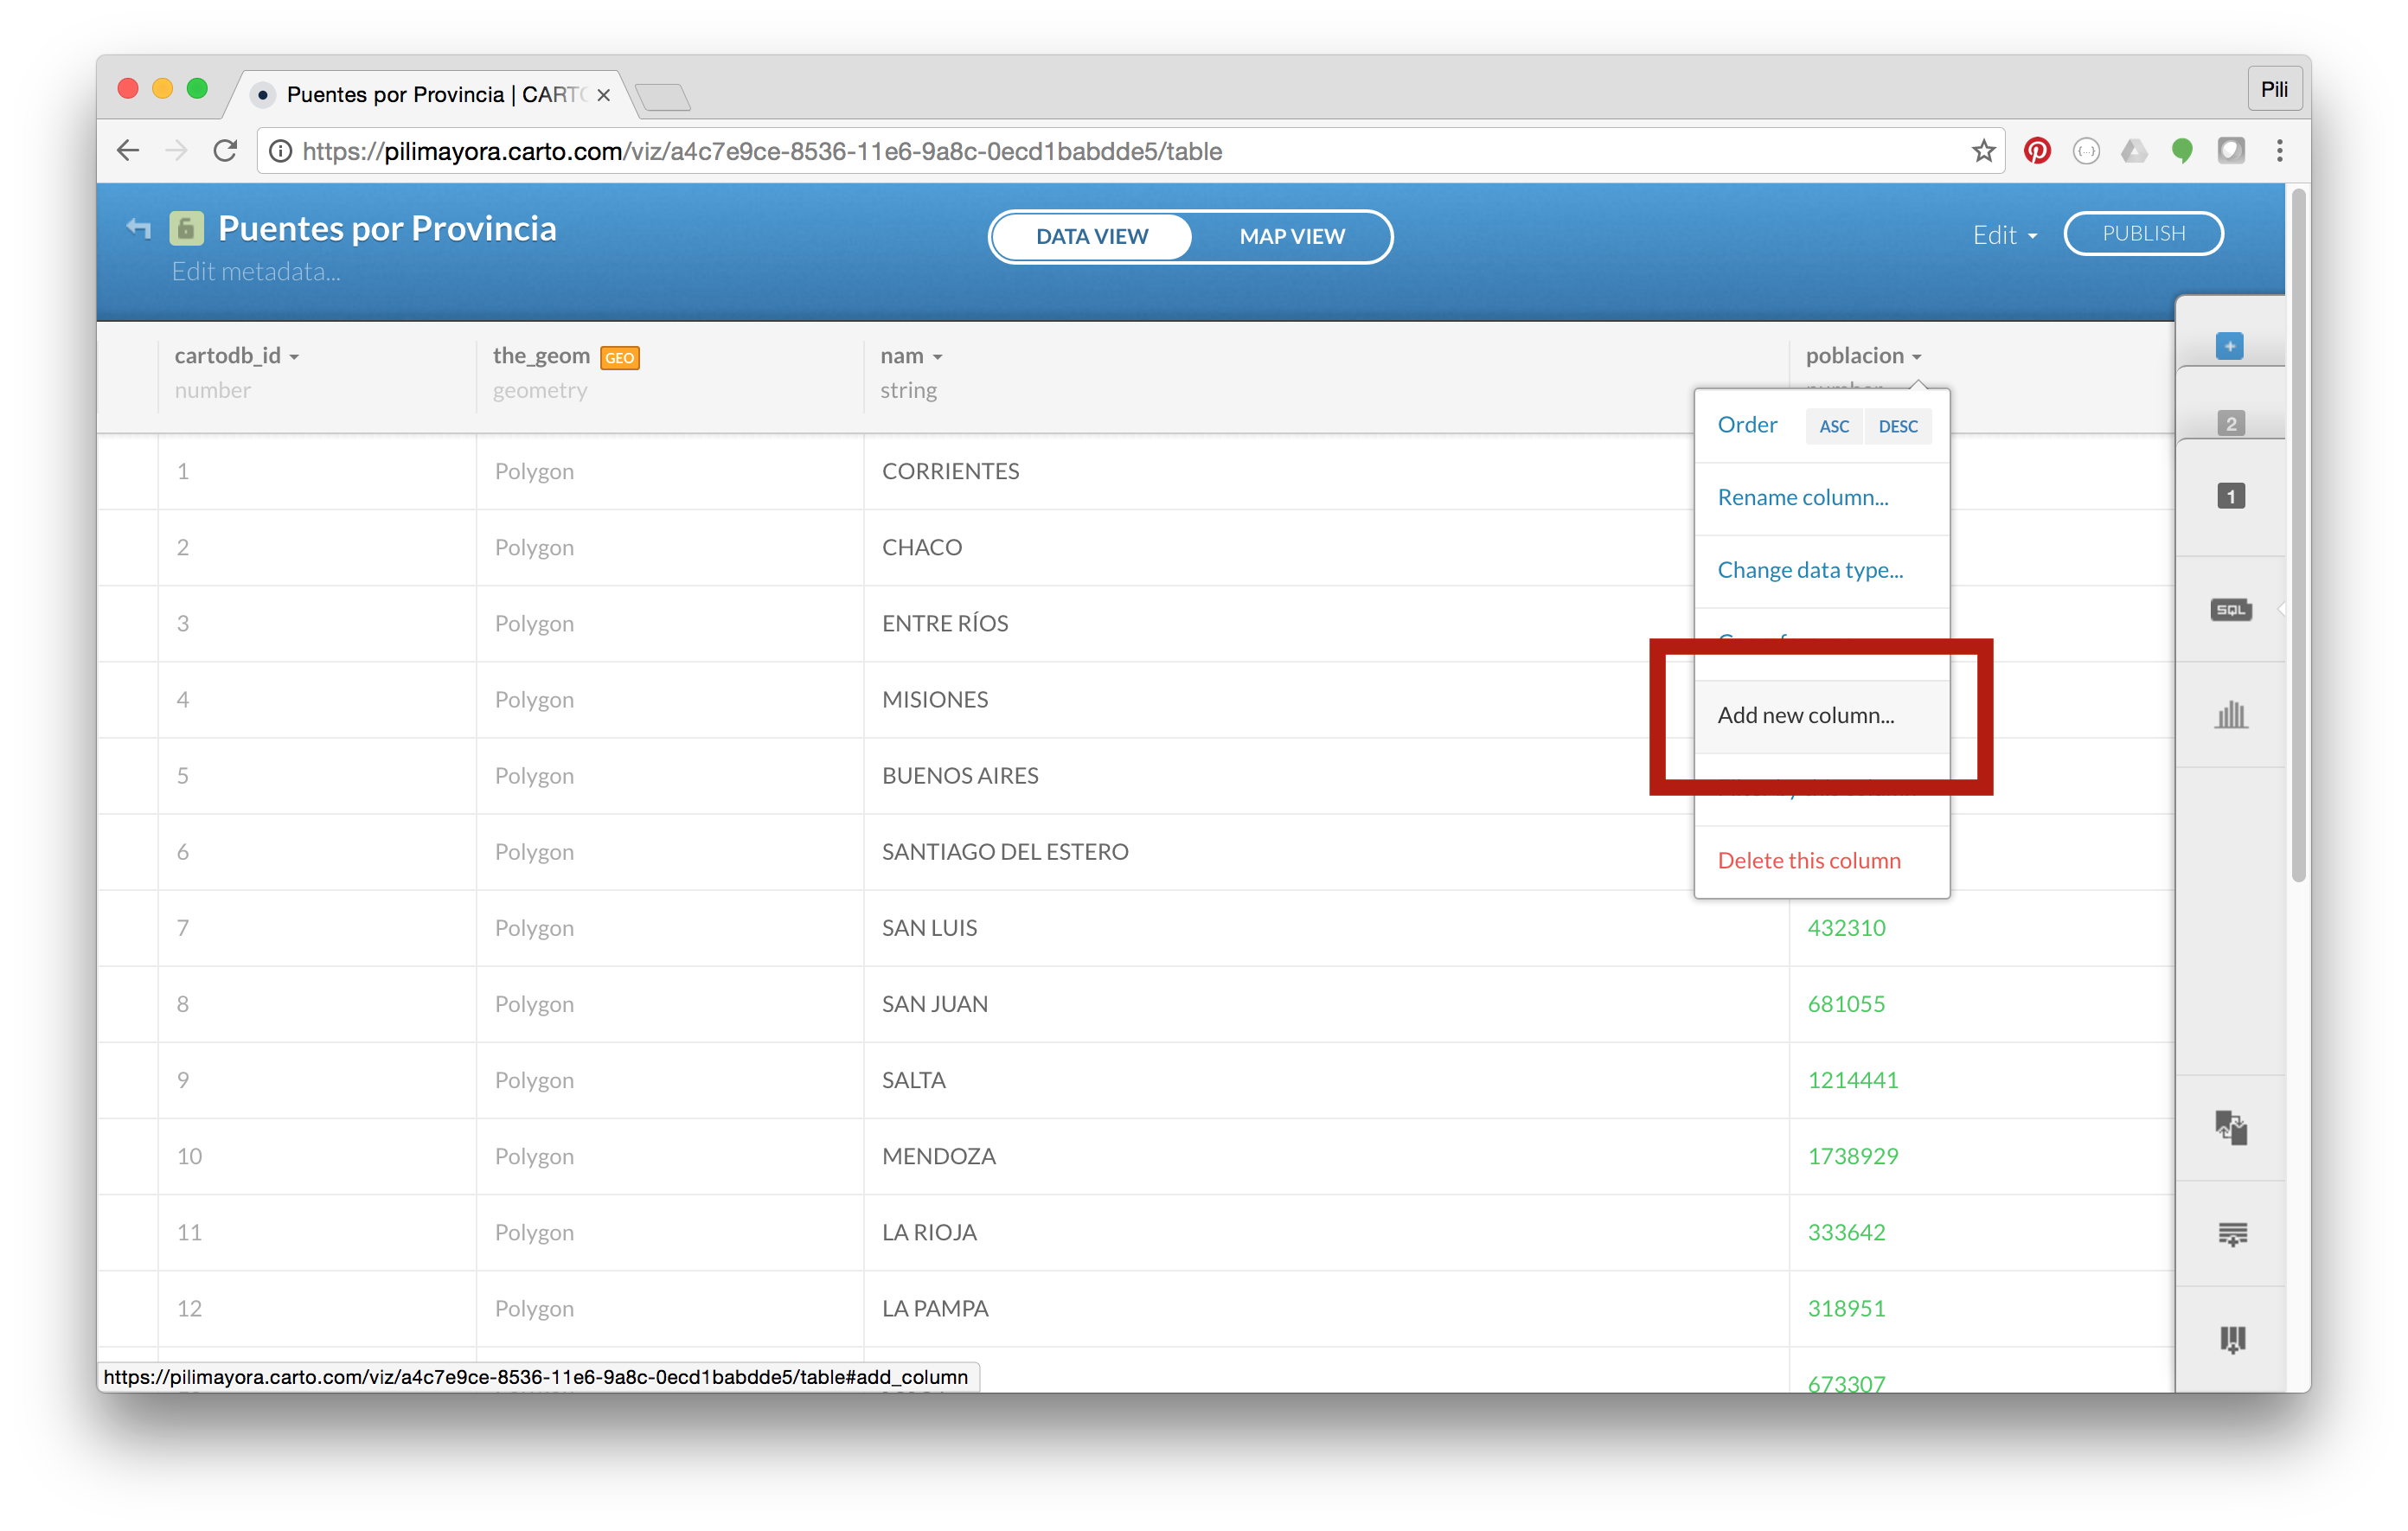 Puentes por Provincia | CARTO
Pili
https://pilimayora.carto.com/viz/a4c7e9ce-8536-11e6-9a8c-0ecd1babdde5/table
Puentes por Provincia
Edit metadata...
DATA VIEW MAP VIEW
Edit PUBLISH
cartodb_id the_geom GEO nam poblacion
number geometry string
Order ASC DESC
Rename column...
Change data type...
Add new column...
Delete this column
2
1
SQL
1 Polygon CORRIENTES
2 Polygon CHACO
3 Polygon ENTRE RÍOS
4 Polygon MISIONES
5 Polygon BUENOS AIRES
6 Polygon SANTIAGO DEL ESTERO
7 Polygon SAN LUIS 432310
8 Polygon SAN JUAN 681055
9 Polygon SALTA 1214441
10 Polygon MENDOZA 1738929
11 Polygon LA RIOJA 333642
12 Polygon LA PAMPA 318951
673307
https://pilimayora.carto.com/viz/a4c7e9ce-8536-11e6-9a8c-0ecd1babdde5/table#add_column